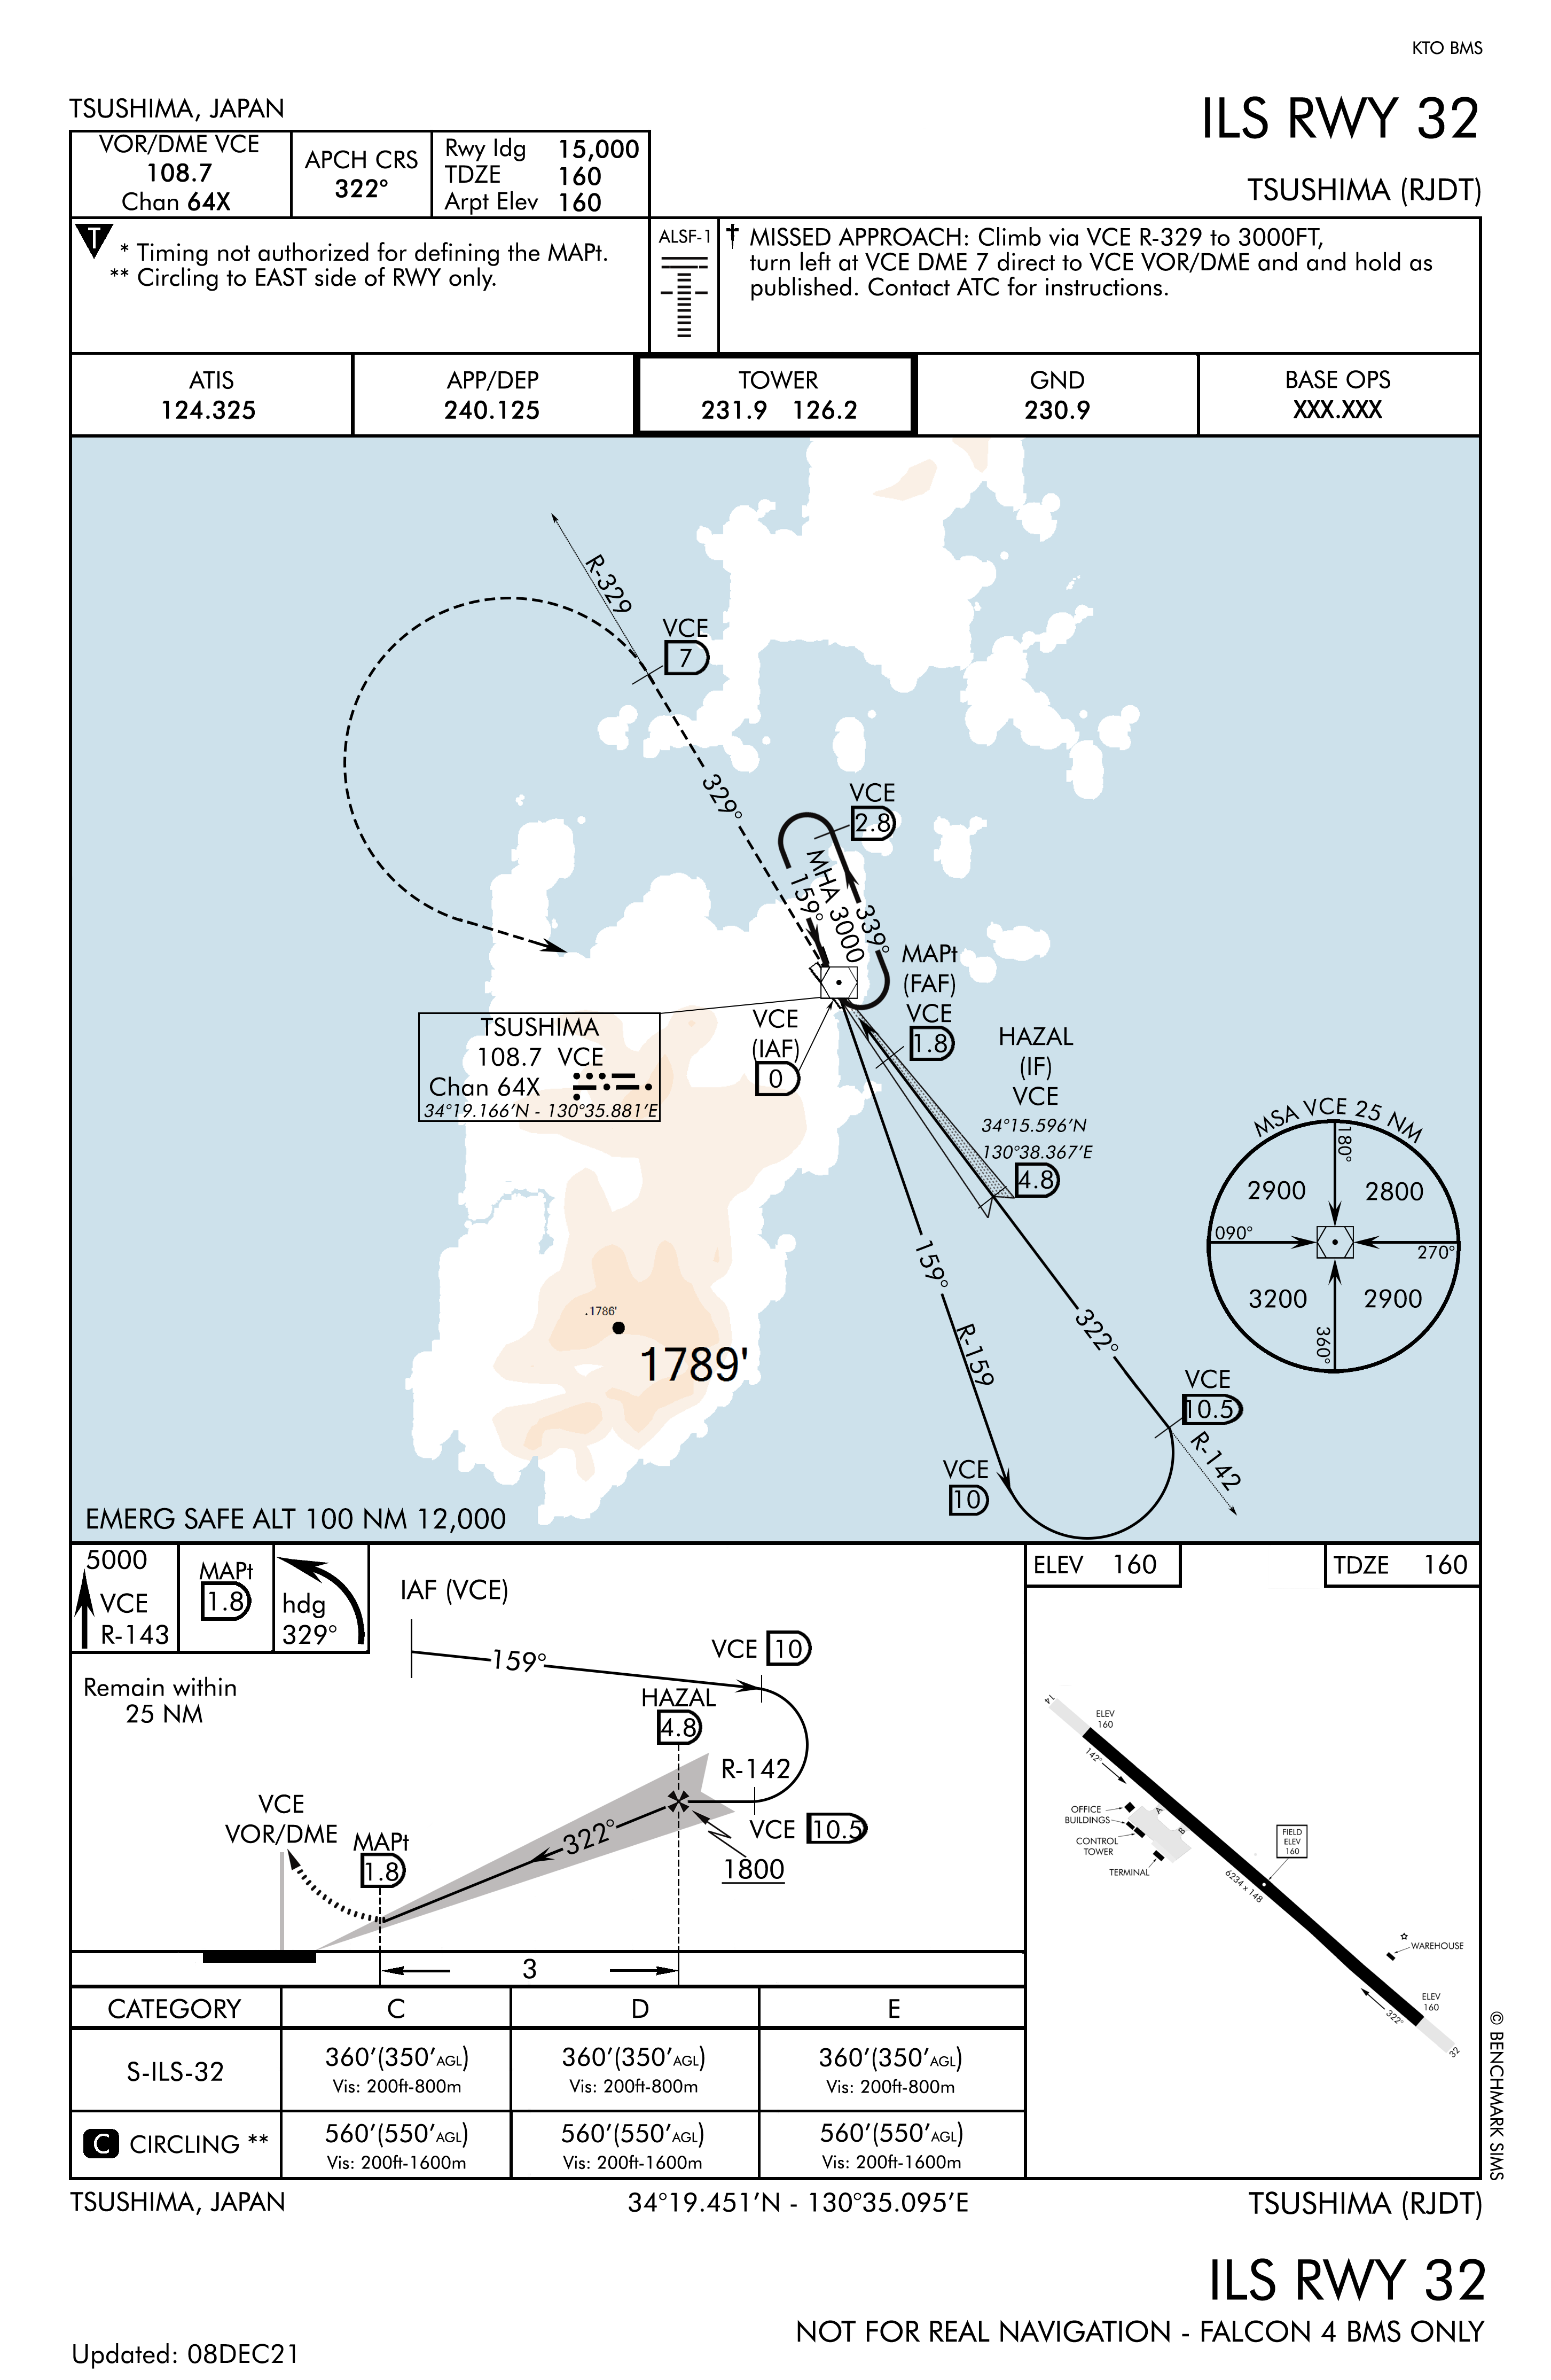 KTO BMS
TSUSHIMA, JAPAN
ILS RWY 32
TSUSHIMA (RJDT)
VOR/DME VCE
108.7
Chan 64X
APCH CRS
322°
Rwy ldg 15,000
TDZE 160
Arpt Elev 160
T
* Timing not authorized for defining the MAPt.
** Circling to EAST side of RWY only.
ALSF-1
† MISSED APPROACH: Climb via VCE R-329 to 3000FT,
turn left at VCE DME 7 direct to VCE VOR/DME and and hold as
published. Contact ATC for instructions.
ATIS
124.325
APP/DEP
240.125
TOWER
231.9 126.2
GND
230.9
BASE OPS
XXX.XXX
R-329
VCE
7
329°
VCE
2.8
MHA 3000
159°
339°
MAPt
(FAF)
VCE
1.8
VCE
(IAF)
0
TSUSHIMA
108.7 VCE
Chan 64X
34°19.166'N - 130°35.881'E
HAZAL
(IF)
VCE
34°15.596'N
130°38.367'E
4.8
MSA VCE 25 NM
180°
2900
2800
090°
270°
3200
2900
360°
159°
R-159
322°
.1786'
1789'
VCE
10.5
R-142
VCE
10
EMERG SAFE ALT 100 NM 12,000
5000
VCE
R-143
MAPt
1.8
hdg
329°
Remain within
25 NM
IAF (VCE)
159°
VCE 10
HAZAL
4.8
R-142
VCE 10.5
1800
322°
VCE
VOR/DME
MAPt
1.8
3
ELEV 160
TDZE 160
14
ELEV
160
142°
OFFICE
BUILDINGS
A
B
CONTROL
TOWER
TERMINAL
FIELD
ELEV
160
6234 x 148
WAREHOUSE
ELEV
160
322°
32
CATEGORY C D E
S-ILS-32 360'(350'AGL) 360'(350'AGL) 360'(350'AGL)
Vis: 200ft-800m Vis: 200ft-800m Vis: 200ft-800m
C CIRCLING ** 560'(550'AGL) 560'(550'AGL) 560'(550'AGL)
Vis: 200ft-1600m Vis: 200ft-1600m Vis: 200ft-1600m
© BENCHMARK SIMS
TSUSHIMA, JAPAN
34°19.451'N - 130°35.095'E
TSUSHIMA (RJDT)
ILS RWY 32
NOT FOR REAL NAVIGATION - FALCON 4 BMS ONLY
Updated: 08DEC21